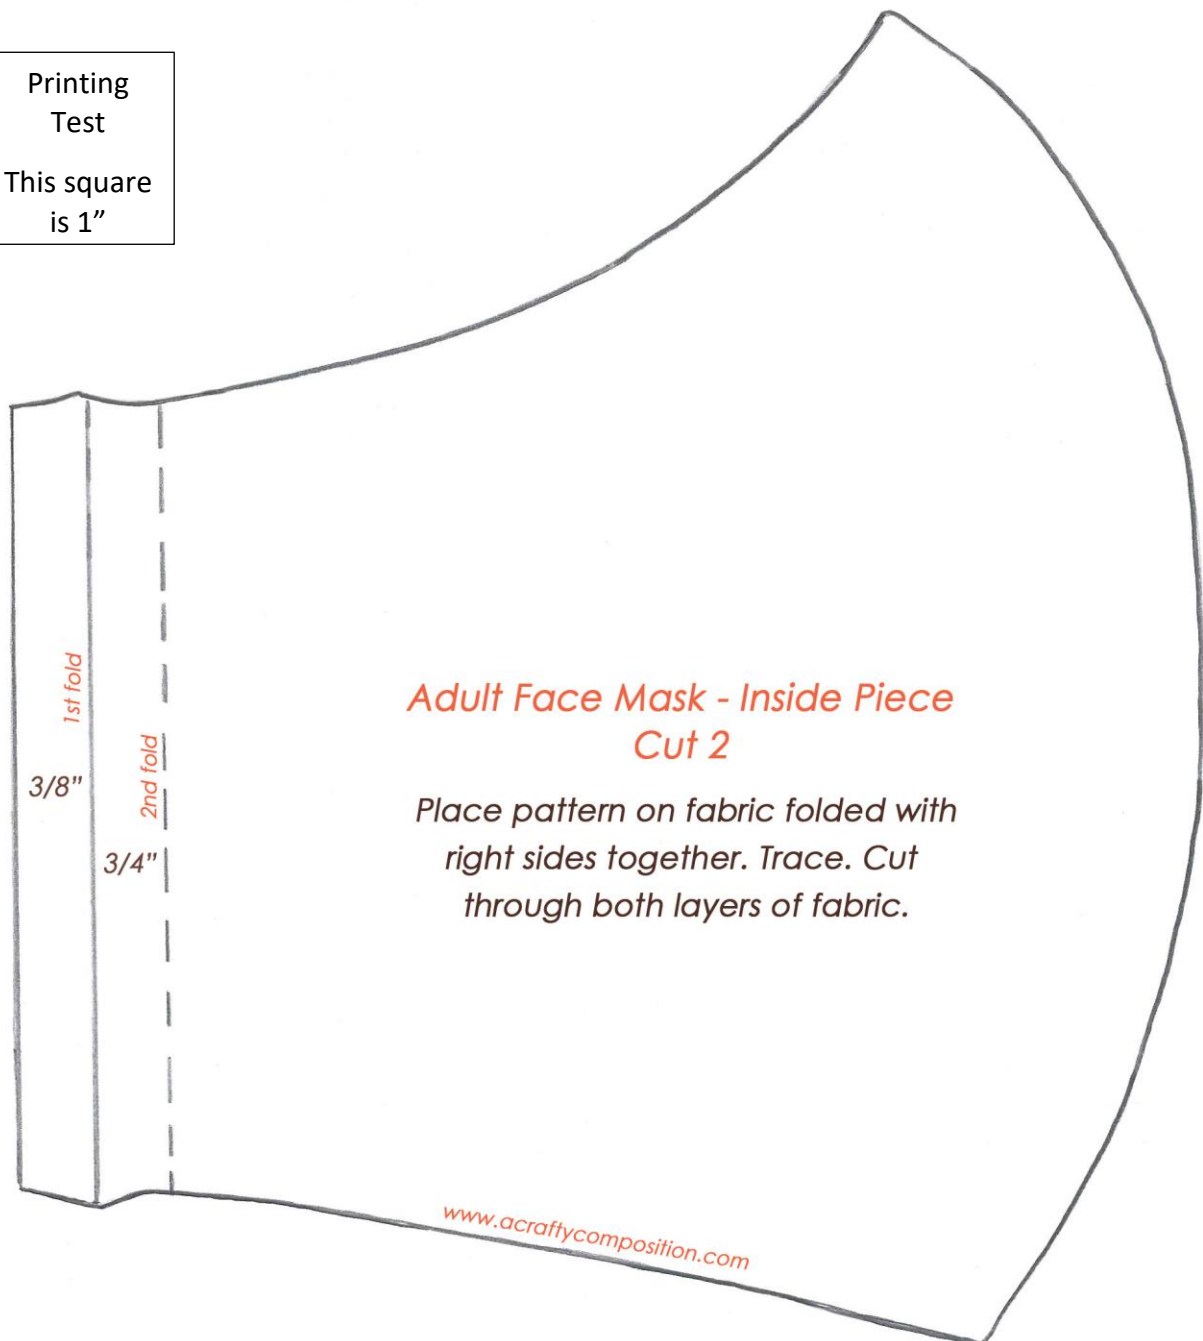 Printing
Test
This square
is 1”
1st fold
3/8”
2nd fold
3/4”
Adult Face Mask - Inside Piece
Cut 2
Place pattern on fabric folded with
right sides together. Trace. Cut
through both layers of fabric.
www.acraftycomposition.com